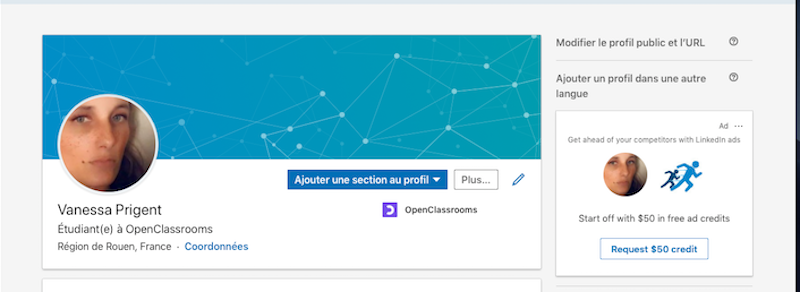 Modifier le profil public et l'URL
Ajouter un profil dans une autre
langue
Ajouter une section au profil
Plus...
Vanessa Prigent
OpenClassrooms
Étudiant(e) à OpenClassrooms
Région de Rouen, France · Coordonnées
Ad ···
Get ahead of your competitors with LinkedIn ads
Start off with $50 in free ad credits
Request $50 credit